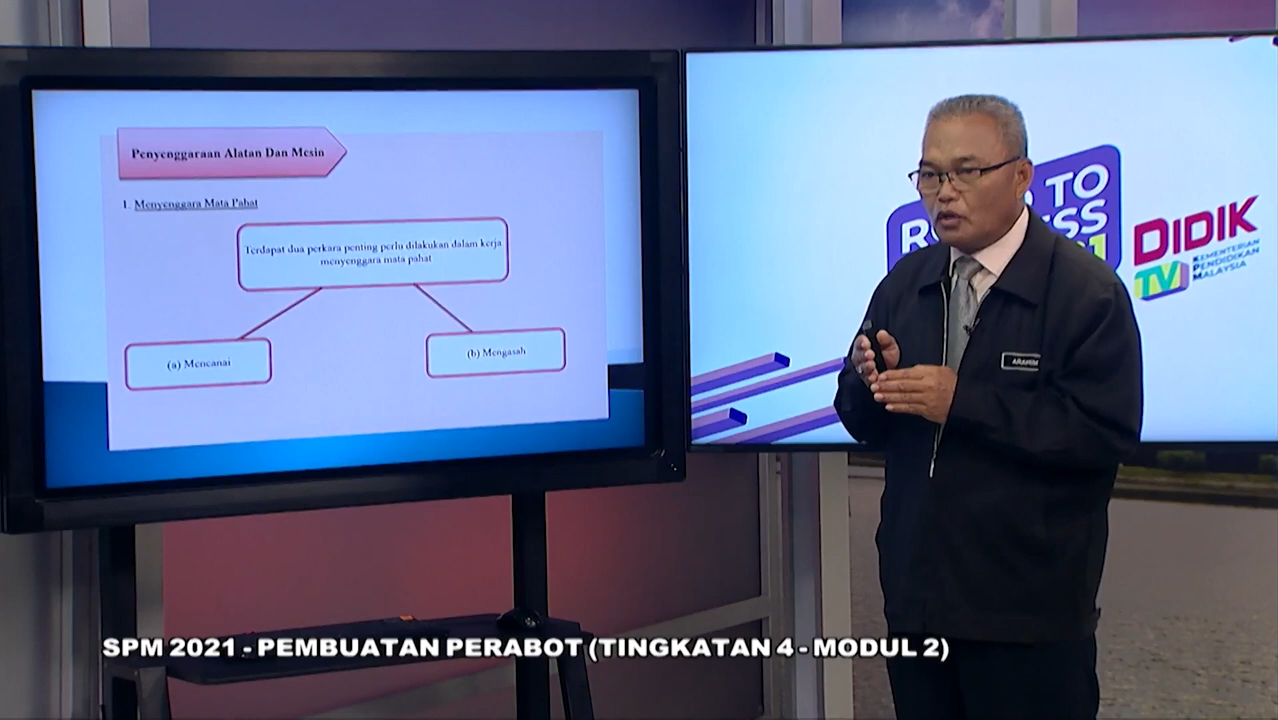 Penyenggaraan Alatan Dan Mesin
1. Menyenggara Mata Pahat
Terdapat dua perkara penting perlu dilakukan dalam kerja
menyenggara mata pahat
(a) Mencanai
(b) Mengasah
TO
DIDIK
TV
KEMENTERIAN
PENDIDIKAN
MALAYSIA
SPM 2021 - PEMBUATAN PERABOT (TINGKATAN 4 - MODUL 2)